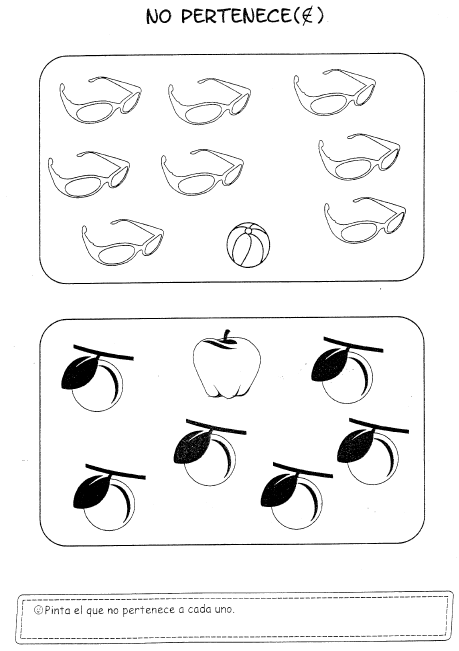 NO PERTENECE(∉)
☺Pinta el que no pertenece a cada uno.